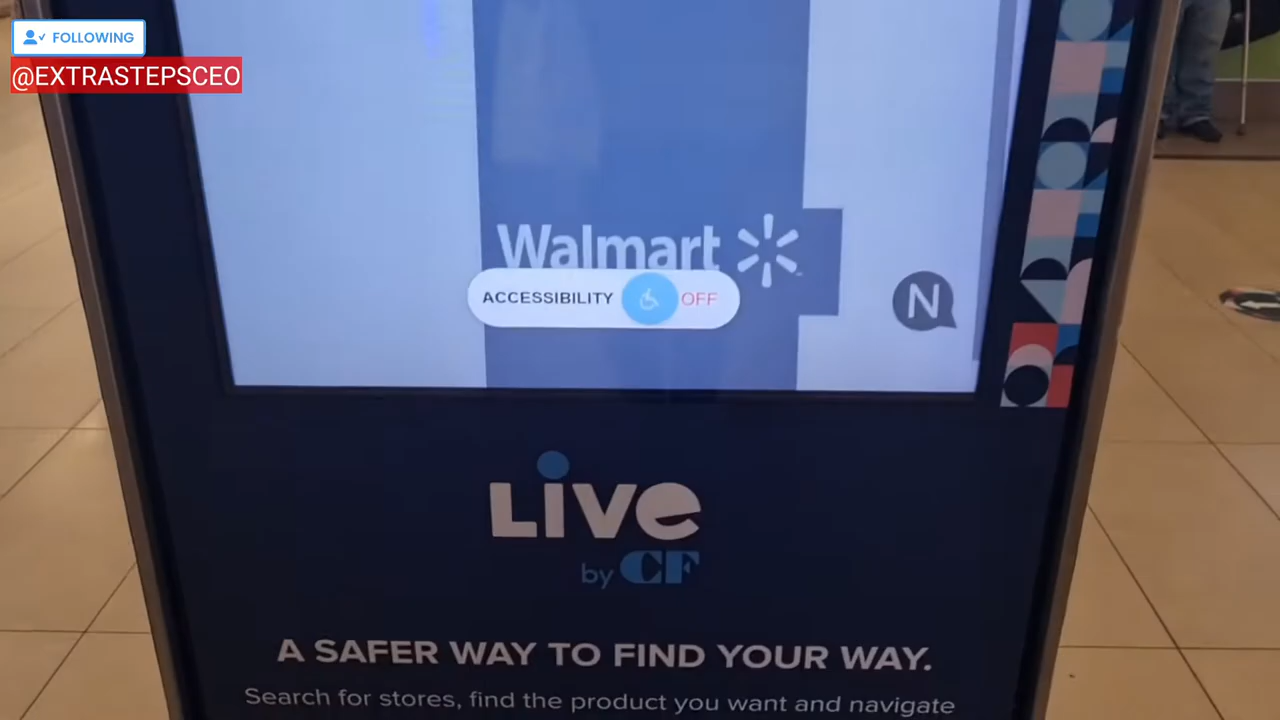 FOLLOWING
@EXTRASTEPSCEO
Walmart
ACCESSIBILITY OFF
N
Live
by CF
A SAFER WAY TO FIND YOUR WAY.
Search for stores, find the product you want and navigate